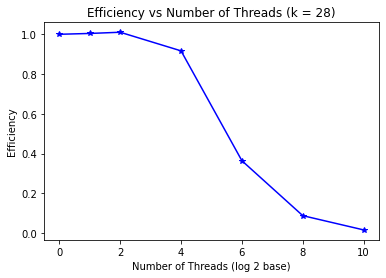 Efficiency vs Number of Threads (k = 28)
1.0
0.8
0.6
0.4
0.2
0.0
Efficiency
0 2 4 6 8 10
Number of Threads (log 2 base)